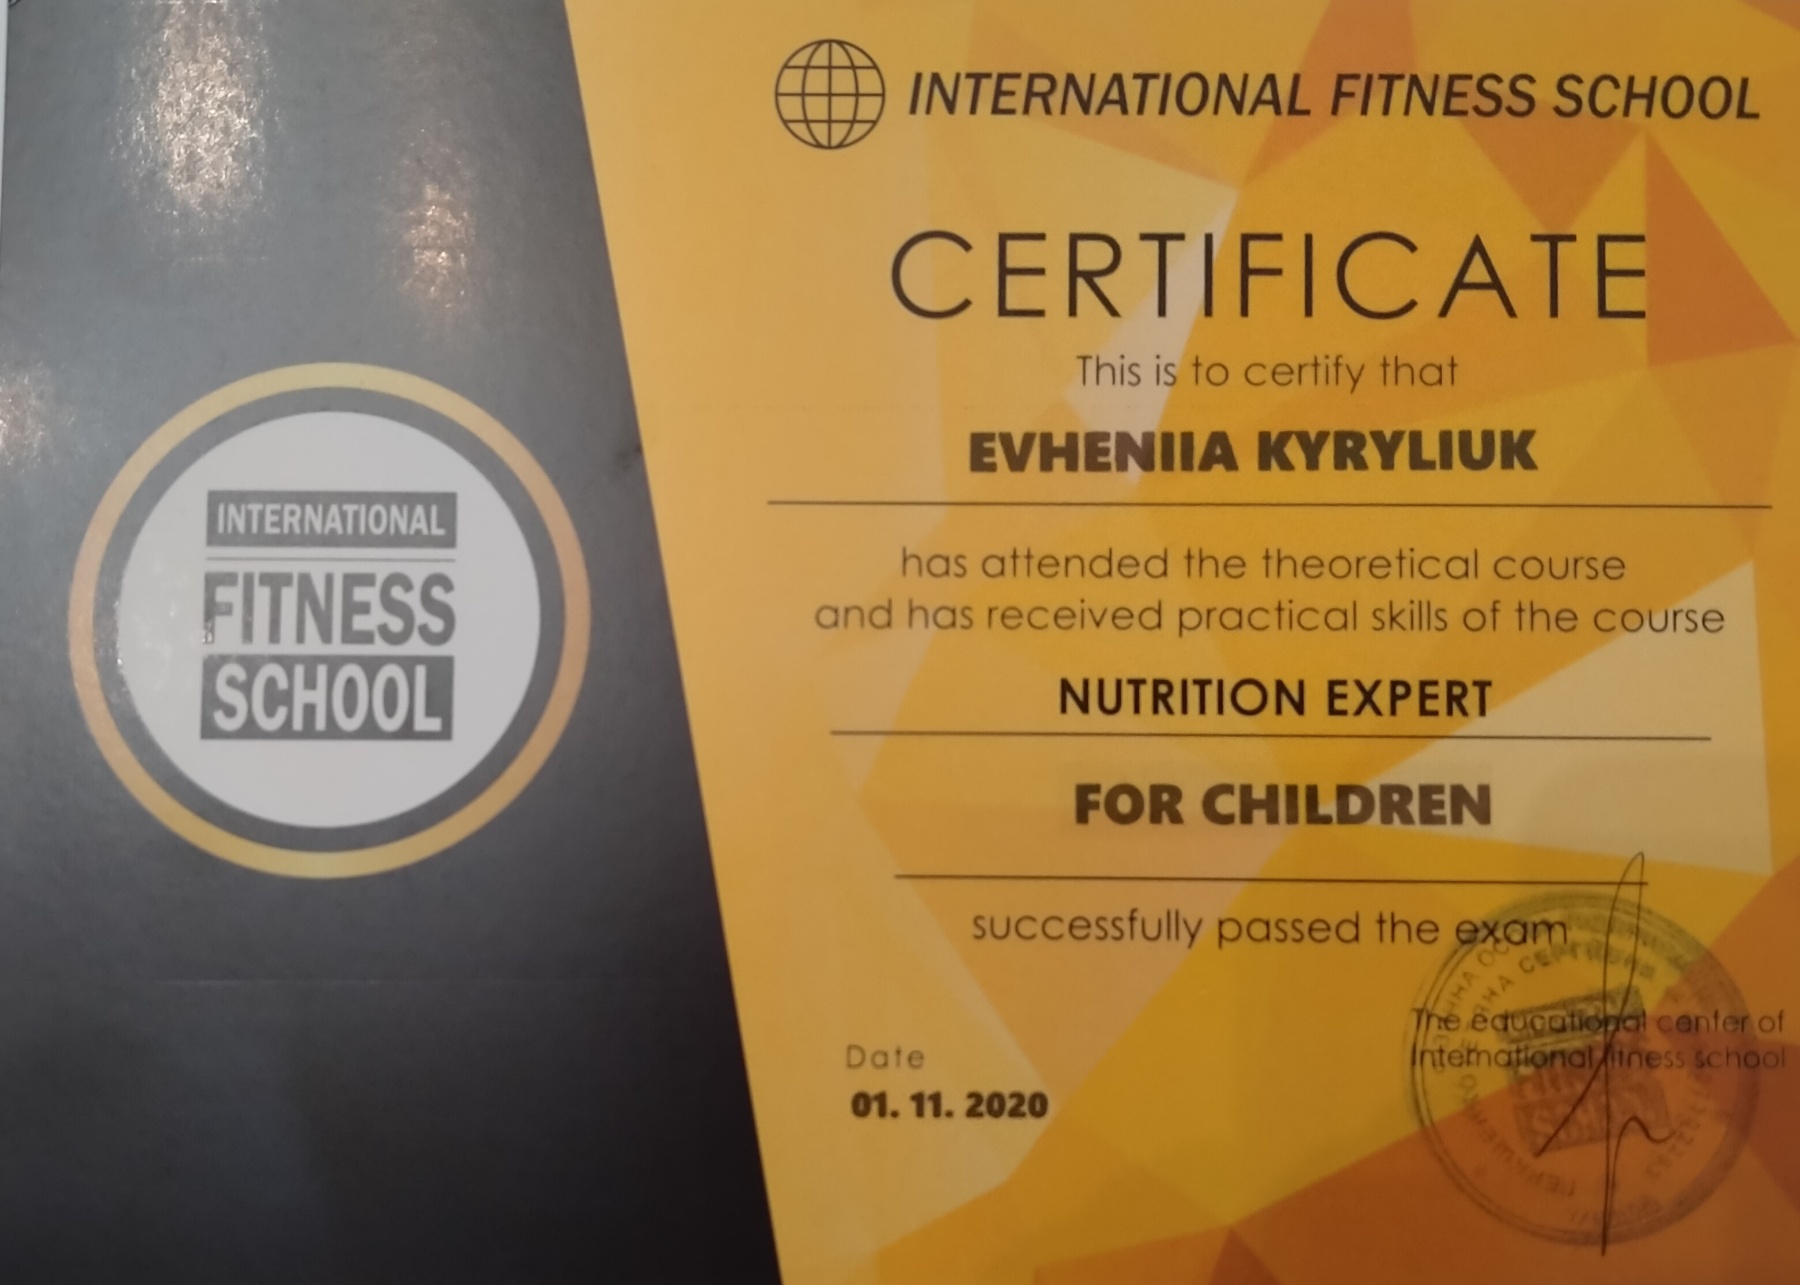 INTERNATIONAL FITNESS SCHOOL
CERTIFICATE
This is to certify that
EVHENIIA KYRYLIUK
has attended the theoretical course
and has received practical skills of the course
NUTRITION EXPERT
FOR CHILDREN
successfully passed the exam
The educational center of
International fitness school
Date
01. 11. 2020
INTERNATIONAL
FITNESS
SCHOOL